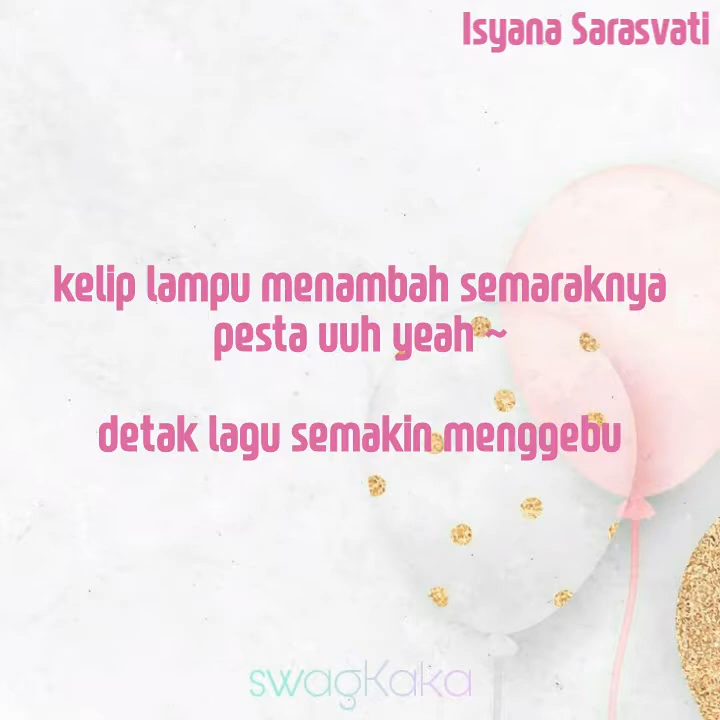 Isyana Sarasvati
kelip lampu menambah semaraknya
pesta uuh yeah ~
detak lagu semakin menggebu
swagKaka